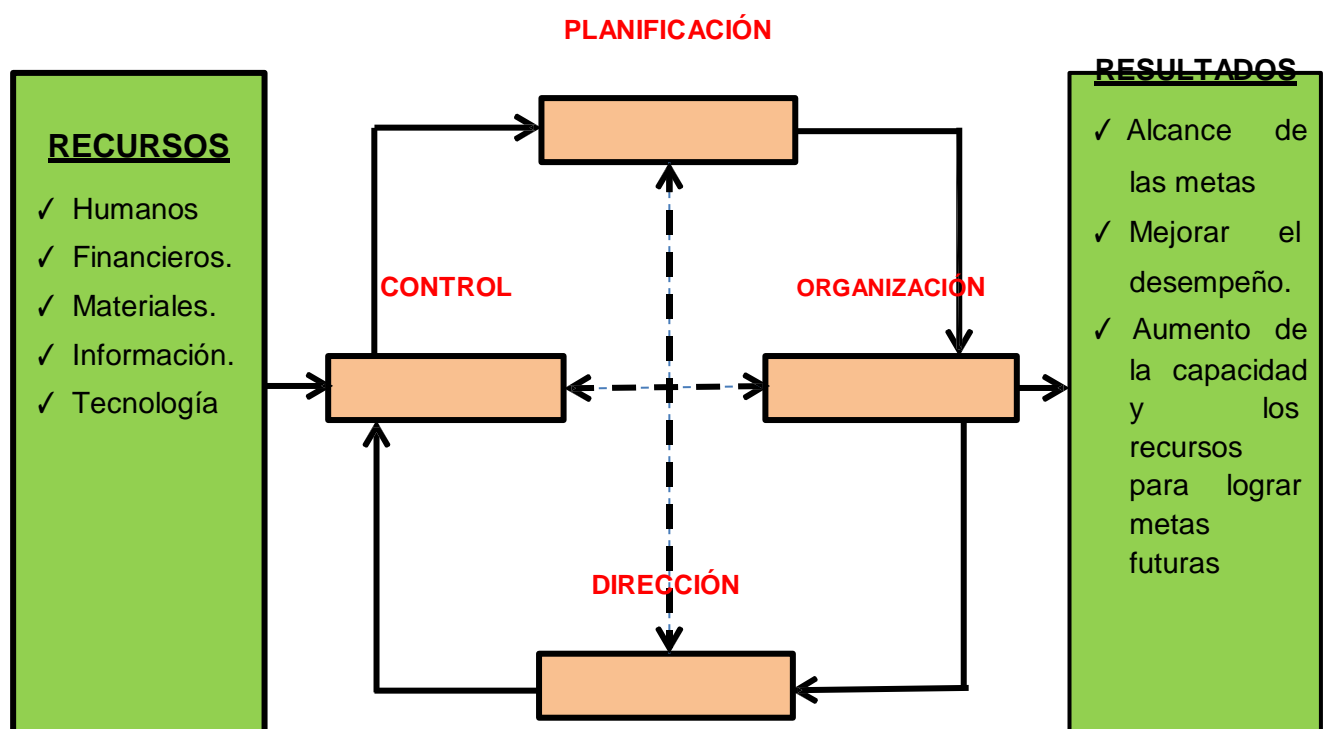 PLANIFICACIÓN
RECURSOS
✓ Humanos
✓ Financieros.
✓ Materiales.
✓ Información.
✓ Tecnología
CONTROL
ORGANIZACIÓN
DIRECCIÓN
RESULTADOS
✓ Alcance de
las metas
✓ Mejorar el
desempeño.
✓ Aumento de
la capacidad
y los
recursos
para lograr
metas
futuras